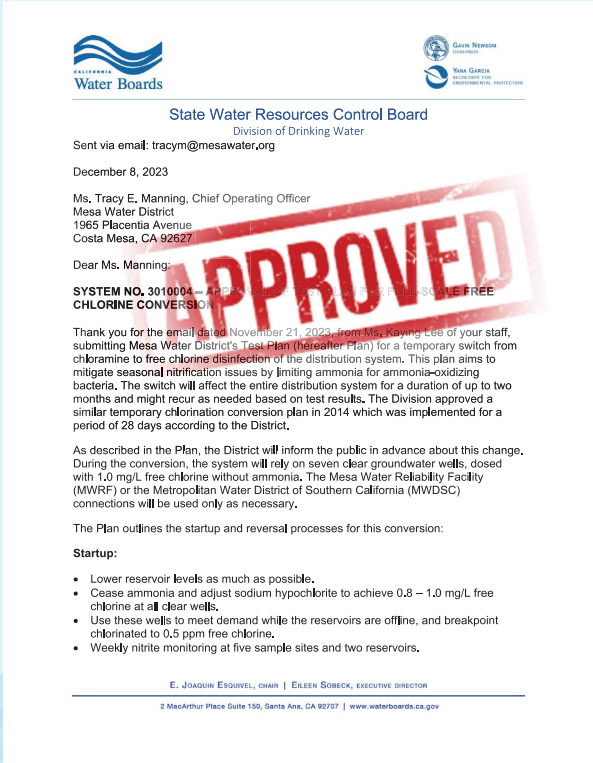 CALIFORNIA
Water Boards
GAVIN NEWSOM
GOVERNOR
YANA GARCIA
SECRETARY FOR
ENVIRONMENTAL PROTECTION
State Water Resources Control Board
Division of Drinking Water
Sent via email: tracym@mesawater.org
December 8, 2023
Ms. Tracy E. Manning, Chief Operating Officer
Mesa Water District
1965 Placentia Avenue
Costa Mesa, CA 92627
APPROVED
Dear Ms. Manning:
SYSTEM NO. 3010004 – APPROVAL OF TEST PLAN FOR FULL-SCALE FREE
CHLORINE CONVERSION
Thank you for the email dated November 21, 2023, from Ms. Kaying Lee of your staff,
submitting Mesa Water District's Test Plan (hereafter Plan) for a temporary switch from
chloramine to free chlorine disinfection of the distribution system. This plan aims to
mitigate seasonal nitrification issues by limiting ammonia for ammonia–oxidizing
bacteria. The switch will affect the entire distribution system for a duration of up to two
months and might recur as needed based on test results. The Division approved a
similar temporary chlorination conversion plan in 2014 which was implemented for a
period of 28 days according to the District.
As described in the Plan, the District will inform the public in advance about this change.
During the conversion, the system will rely on seven clear groundwater wells, dosed
with 1.0 mg/L free chlorine without ammonia. The Mesa Water Reliability Facility
(MWRF) or the Metropolitan Water District of Southern California (MWDSC)
connections will be used only as necessary.
The Plan outlines the startup and reversal processes for this conversion:
Startup:
• Lower reservoir levels as much as possible.
• Cease ammonia and adjust sodium hypochlorite to achieve 0.8 – 1.0 mg/L free
chlorine at all clear wells.
• Use these wells to meet demand while the reservoirs are offline, and breakpoint
chlorinated to 0.5 ppm free chlorine.
• Weekly nitrite monitoring at five sample sites and two reservoirs.
E. JOAQUIN ESQUIVEL, CHAIR | EILEEN SOBECK, EXECUTIVE DIRECTOR
2 MacArthur Place Suite 150, Santa Ana, CA 92707 | www.waterboards.ca.gov